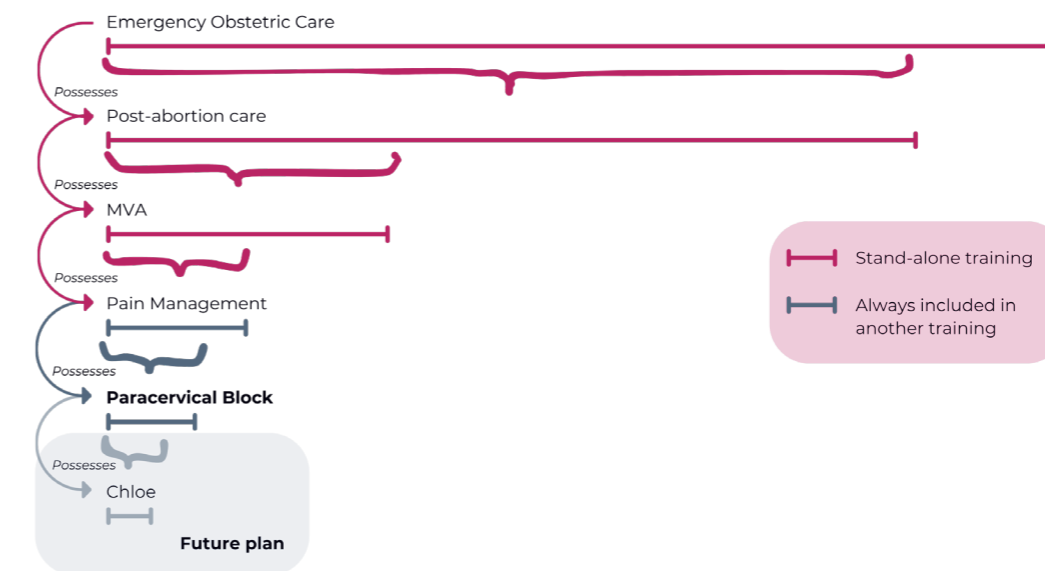 Emergency Obstetric Care
Possesses
Post-abortion care
Possesses
MVA
Possesses
Pain Management
Possesses
Paracervical Block
Possesses
Chloe
Future plan
Stand-alone training
Always included in
another training